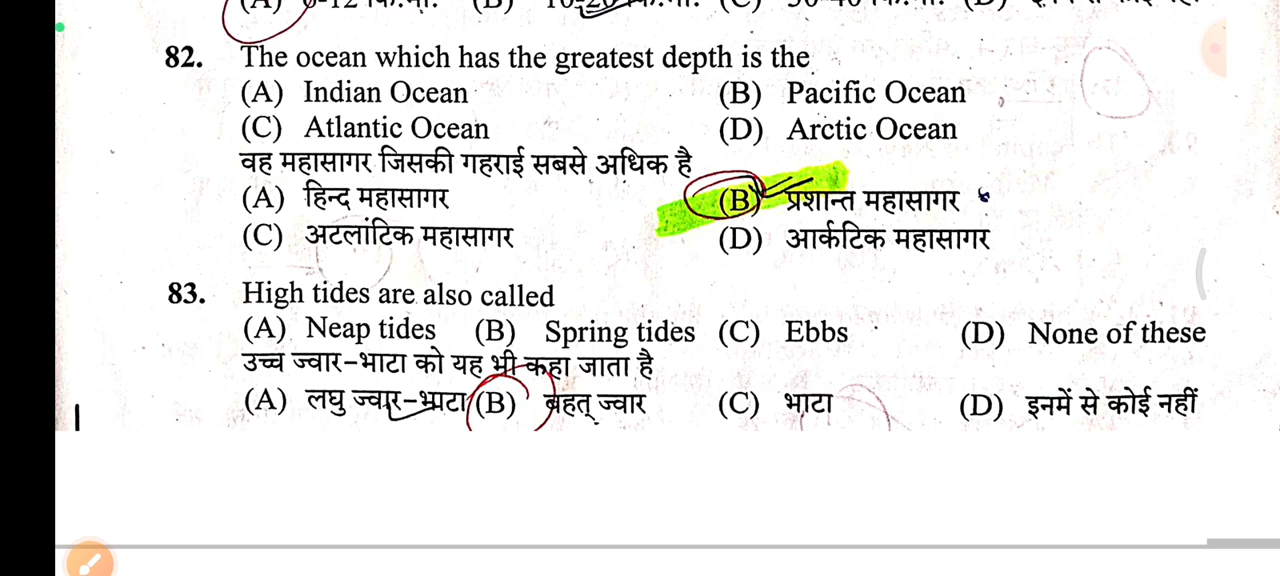 82. The ocean which has the greatest depth is the
(A) Indian Ocean (B) Pacific Ocean
(C) Atlantic Ocean (D) Arctic Ocean
वह महासागर जिसकी गहराई सबसे अधिक है
(A) हिन्द महासागर (B) प्रशान्त महासागर
(C) अटलांटिक महासागर (D) आर्कटिक महासागर
83. High tides are also called
(A) Neap tides (B) Spring tides (C) Ebbs (D) None of these
उच्च ज्वार-भाटा को यह भी कहा जाता है
(A) लघु ज्वार-भाटा (B) बृहत् ज्वार (C) भाटा (D) इनमें से कोई नहीं